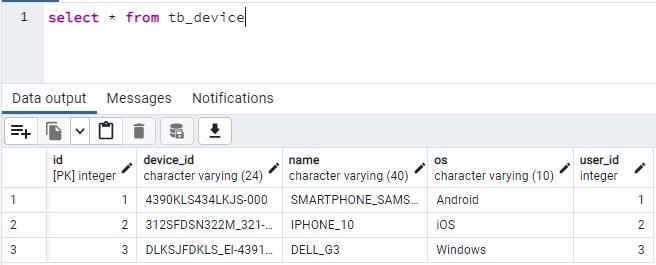 1 select * from tb_device
Data output Messages Notifications
id device_id name os user_id
[PK] integer character varying (24) character varying (40) character varying (10) integer
1 1 4390KLS434LKJS-000 SMARTPHONE_SAMS... Android 1
2 2 312SFDSN322M_321-... IPHONE_10 iOS 2
3 3 DLKSJFDKLS_EI-4391... DELL_G3 Windows 3